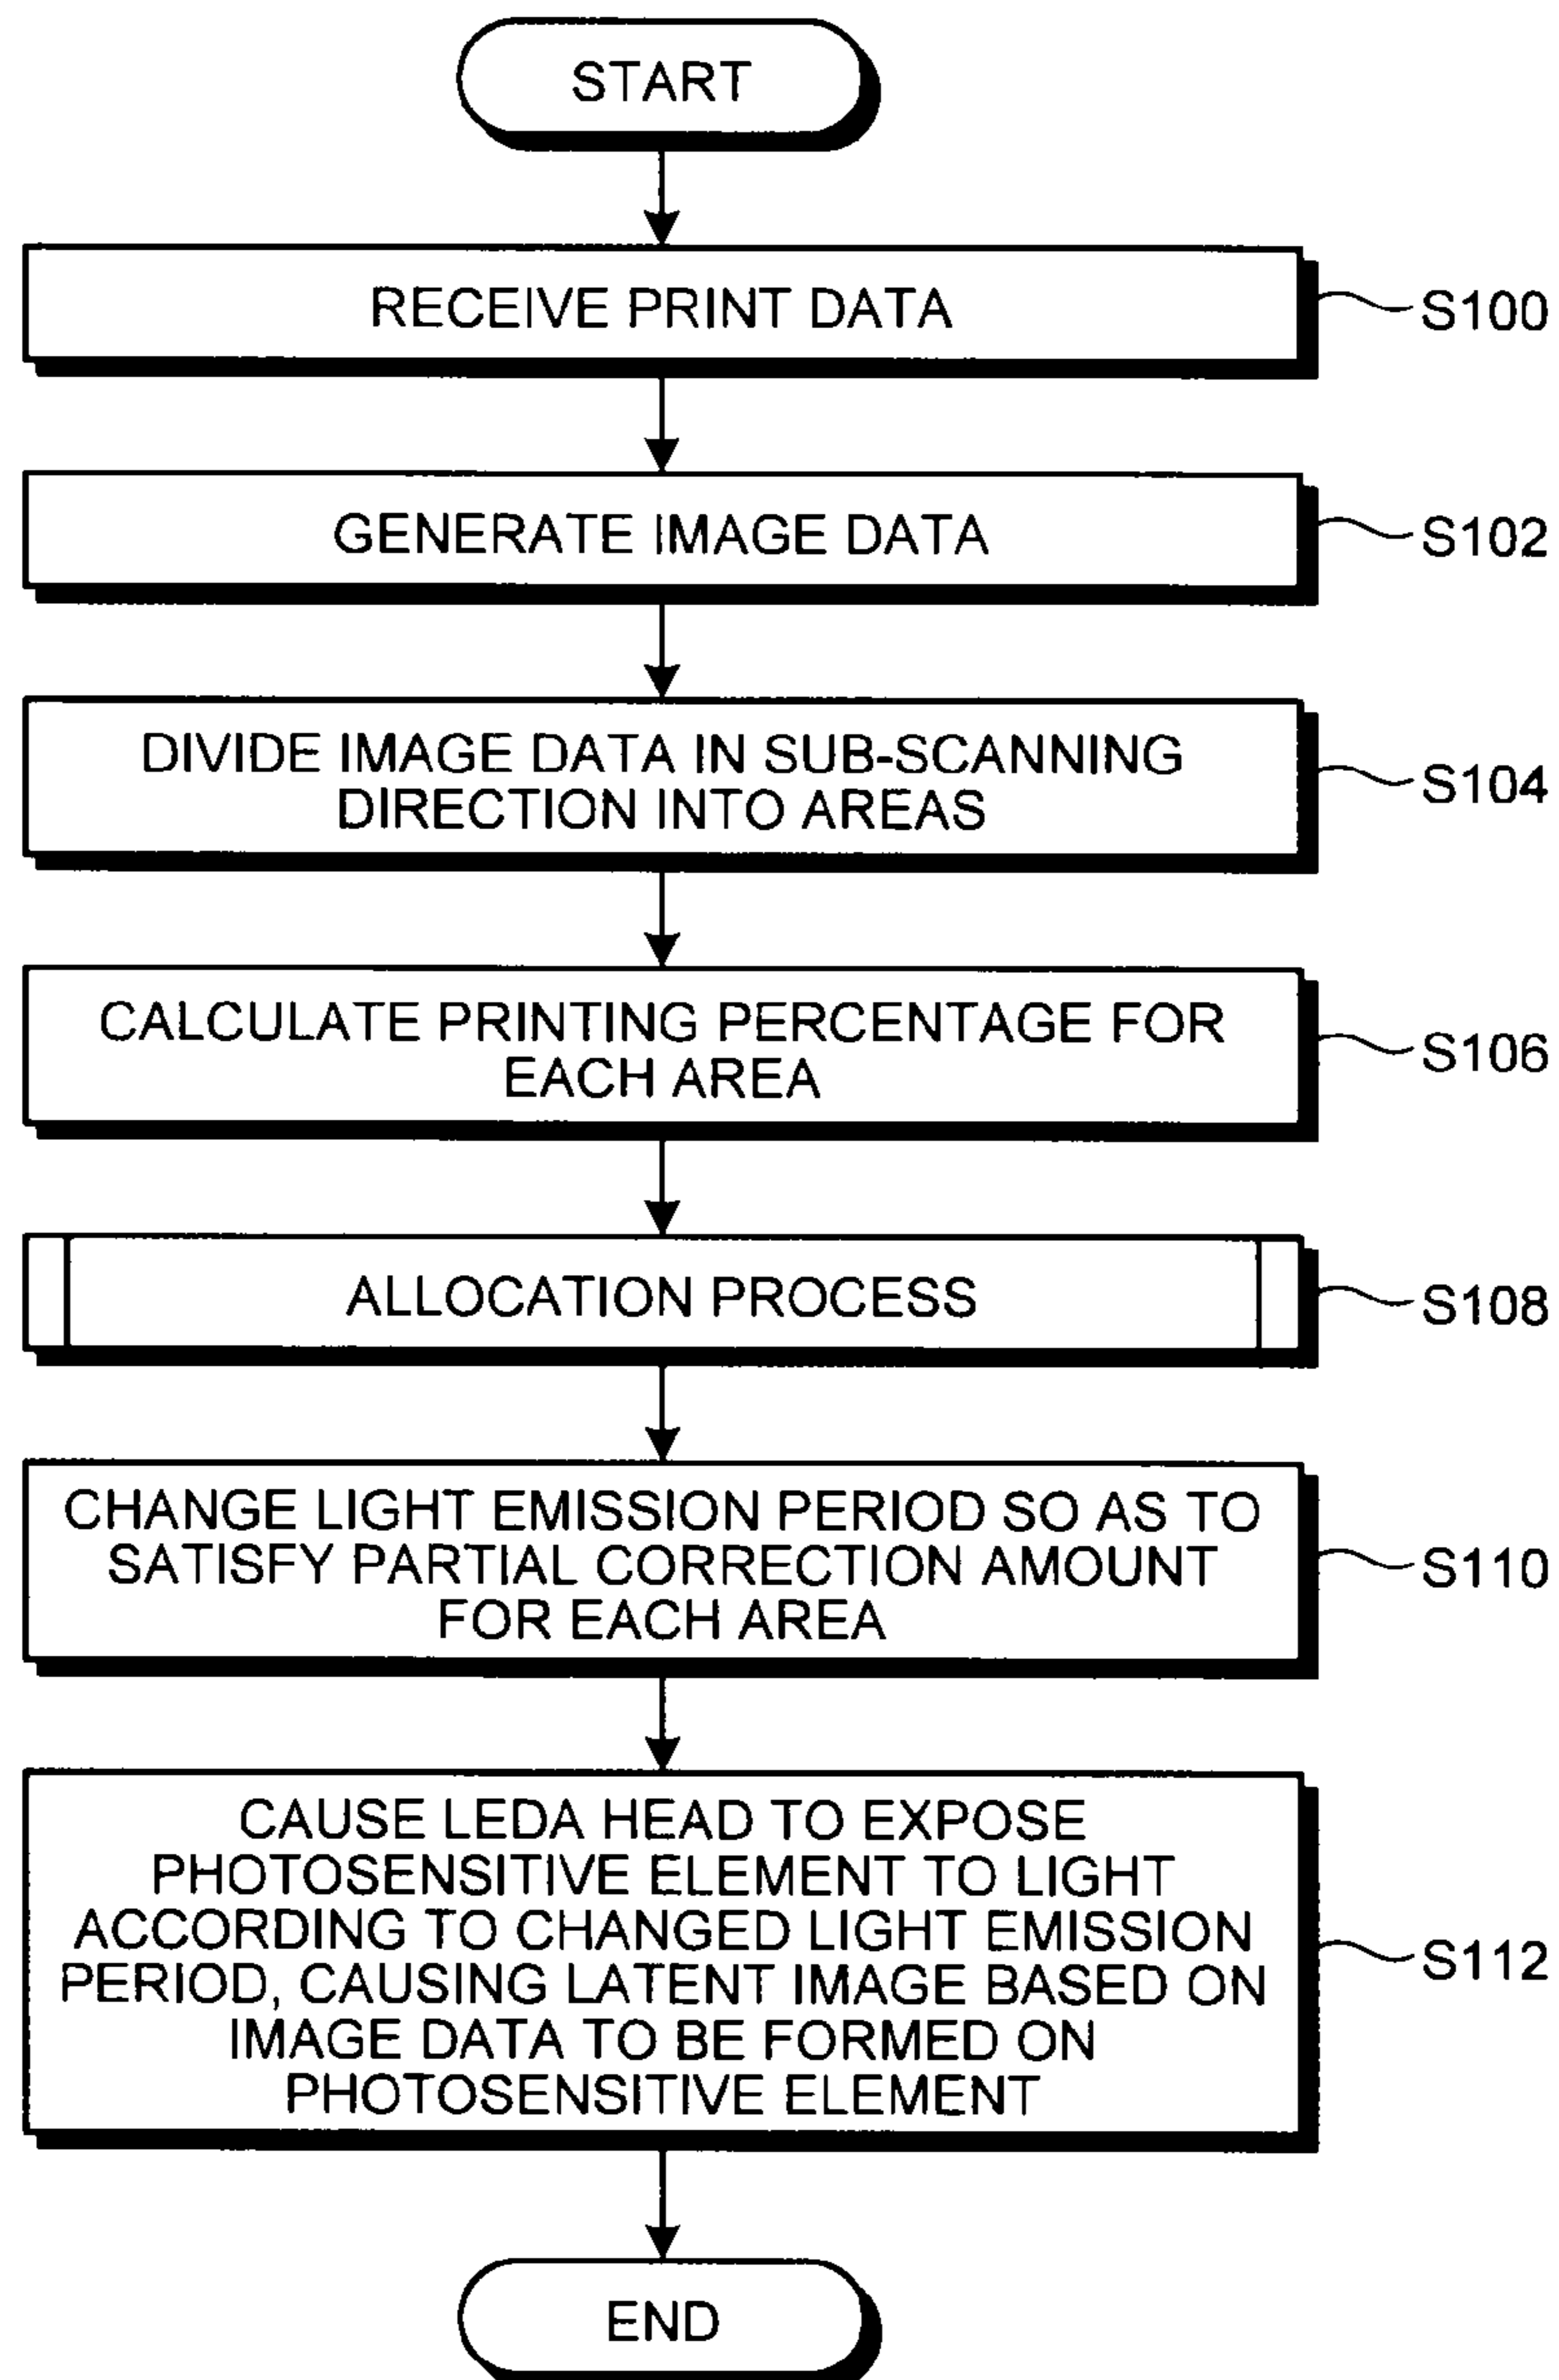 START
RECEIVE PRINT DATA
S100
GENERATE IMAGE DATA
S102
DIVIDE IMAGE DATA IN SUB-SCANNING
DIRECTION INTO AREAS
S104
CALCULATE PRINTING PERCENTAGE FOR
EACH AREA
S106
ALLOCATION PROCESS
S108
CHANGE LIGHT EMISSION PERIOD SO AS TO
SATISFY PARTIAL CORRECTION AMOUNT
FOR EACH AREA
S110
CAUSE LEDA HEAD TO EXPOSE
PHOTOSENSITIVE ELEMENT TO LIGHT
ACCORDING TO CHANGED LIGHT EMISSION
PERIOD, CAUSING LATENT IMAGE BASED ON
IMAGE DATA TO BE FORMED ON
PHOTOSENSITIVE ELEMENT
S112
END